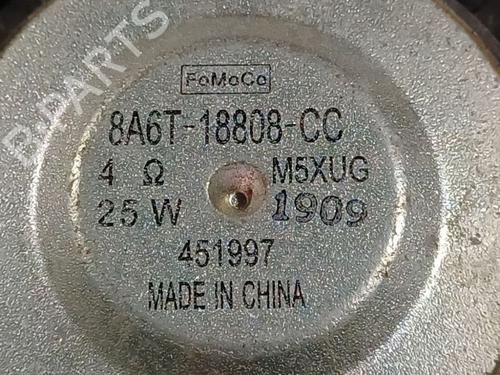 FoMoCo
8A6T-18808-CC
4 Ω M5XUG
25 W 1909
451997
MADE IN CHINA
B-PARTS